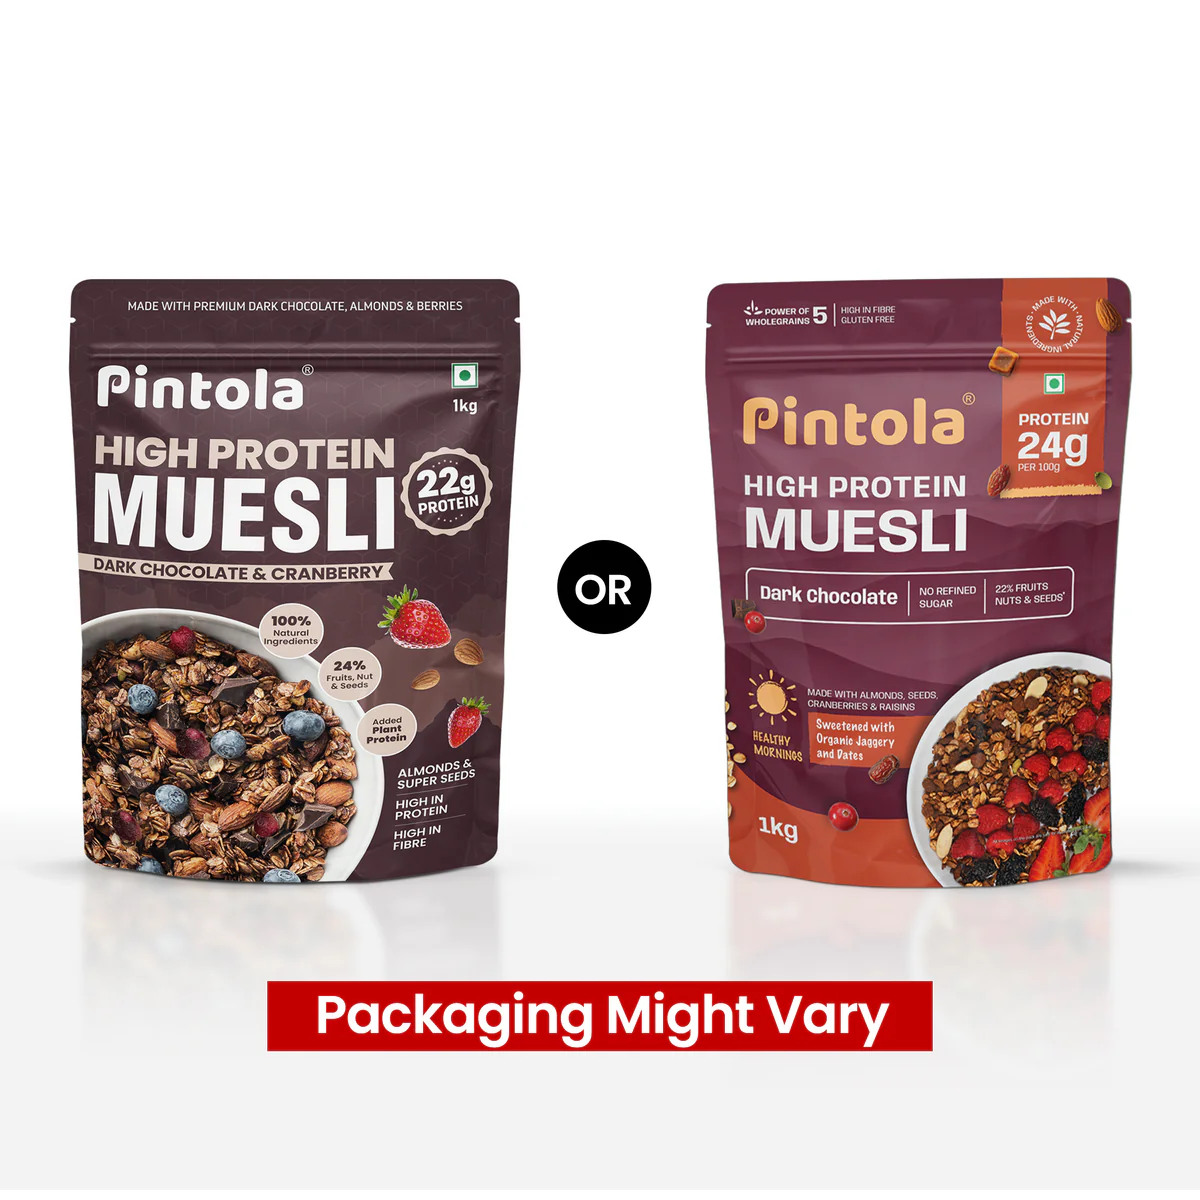 MADE WITH PREMIUM DARK CHOCOLATE, ALMONDS & BERRIES
Pintola®
1kg
HIGH PROTEIN
MUESLI
22g
PROTEIN
DARK CHOCOLATE & CRANBERRY
100%
Natural
Ingredients
24%
Fruits, Nut
& Seeds
Added
Plant
Protein
ALMONDS &
SUPER SEEDS
HIGH IN
PROTEIN
HIGH IN
FIBRE
OR
POWER OF
WHOLEGRAINS 5
HIGH IN FIBRE
GLUTEN FREE
MADE WITH • NATURAL INGREDIENTS •
PROTEIN
24g
PER 100g
Pintola®
HIGH PROTEIN
MUESLI
Dark Chocolate
NO REFINED
SUGAR
22% FRUITS
NUTS & SEEDS*
MADE WITH ALMONDS, SEEDS,
CRANBERRIES & RAISINS
Sweetened with
Organic Jaggery
and Dates
HEALTHY
MORNINGS
1kg
Packaging Might Vary